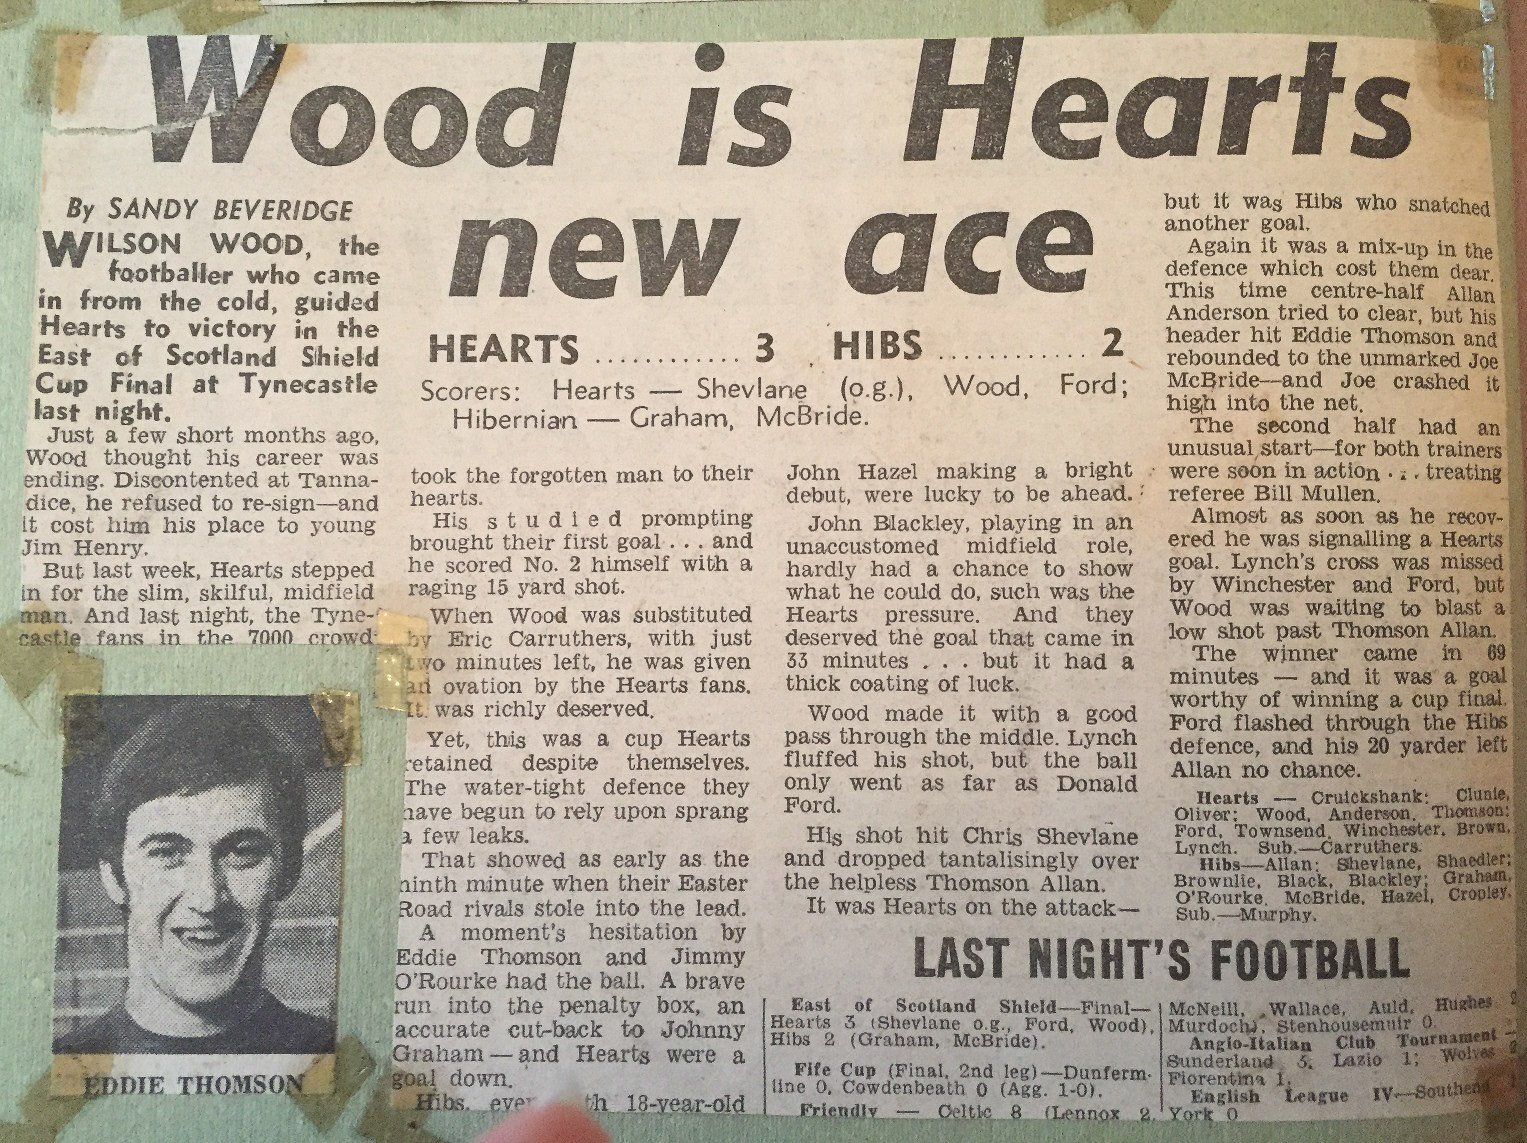 Wood is Hearts
new ace
By SANDY BEVERIDGE
WILSON WOOD, the
footballer who came
in from the cold, guided
Hearts to victory in the
East of Scotland Shield
Cup Final at Tynecastle
last night.
Just a few short months ago,
Wood thought his career was
ending. Discontented at Tanna-
dice, he refused to re-sign—and
it cost him his place to young
Jim Henry.
But last week, Hearts stepped
in for the slim, skilful, midfield
man. And last night, the Tyne-
castle fans in the 7000 crowd
EDDIE THOMSON
HEARTS ........... 3 HIBS ........... 2
Scorers: Hearts — Shevlane (o.g.), Wood, Ford;
Hibernian — Graham, McBride.
took the forgotten man to their
hearts.
His studied prompting
brought their first goal . . . and
he scored No. 2 himself with a
raging 15 yard shot.
When Wood was substituted
by Eric Carruthers, with just
two minutes left, he was given
an ovation by the Hearts fans.
It was richly deserved.
Yet, this was a cup Hearts
retained despite themselves.
The water-tight defence they
have begun to rely upon sprang
a few leaks.
That showed as early as the
ninth minute when their Easter
Road rivals stole into the lead.
A moment's hesitation by
Eddie Thomson and Jimmy
O'Rourke had the ball. A brave
run into the penalty box, an
accurate cut-back to Johnny
Graham — and Hearts were a
goal down.
Hibs, 18-year-old
John Hazel making a bright
debut, were lucky to be ahead.
John Blackley, playing in an
unaccustomed midfield role,
hardly had a chance to show
what he could do, such was the
Hearts pressure. And they
deserved the goal that came in
33 minutes . . . but it had a
thick coating of luck.
Wood made it with a good
pass through the middle. Lynch
fluffed his shot, but the ball
only went as far as Donald
Ford.
His shot hit Chris Shevlane
and dropped tantalisingly over
the helpless Thomson Allan.
It was Hearts on the attack—
but it was Hibs who snatched
another goal.
Again it was a mix-up in the
defence which cost them dear.
This time centre-half Allan
Anderson tried to clear, but his
header hit Eddie Thomson and
rebounded to the unmarked Joe
McBride—and Joe crashed it
high into the net.
The second half had an
unusual start—for both trainers
were soon in action . . . treating
referee Bill Mullen.
Almost as soon as he recov-
ered he was signalling a Hearts
goal. Lynch's cross was missed
by Winchester and Ford, but
Wood was waiting to blast a
low shot past Thomson Allan.
The winner came in 69
minutes — and it was a goal
worthy of winning a cup final.
Ford flashed through the Hibs
defence, and his 20 yarder left
Allan no chance.
Hearts — Cruickshank; Clunie,
Oliver; Wood, Anderson, Thomson;
Ford, Townsend, Winchester, Brown,
Lynch. Sub.—Carruthers.
Hibs—Allan; Shevlane, Shaedler;
Brownlie, Black, Blackley; Graham,
O'Rourke, McBride, Hazel, Cropley.
Sub.—Murphy.
LAST NIGHT'S FOOTBALL
East of Scotland Shield—Final—
Hearts 3 (Shevlane o.g., Ford, Wood),
Hibs 2 (Graham, McBride).
Fife Cup (Final, 2nd leg)—Dunferm-
line 0, Cowdenbeath 0 (Agg. 1-0).
Friendly — Celtic 8 (Lennox 2,
McNeill, Wallace, Auld, Hughes 2
Murdoch), Stenhousemuir 0.
Anglo-Italian Club Tournament —
Sunderland 3, Lazio 1; Wolves 2
Fiorentina 1.
English League IV—Southend 1
York 0